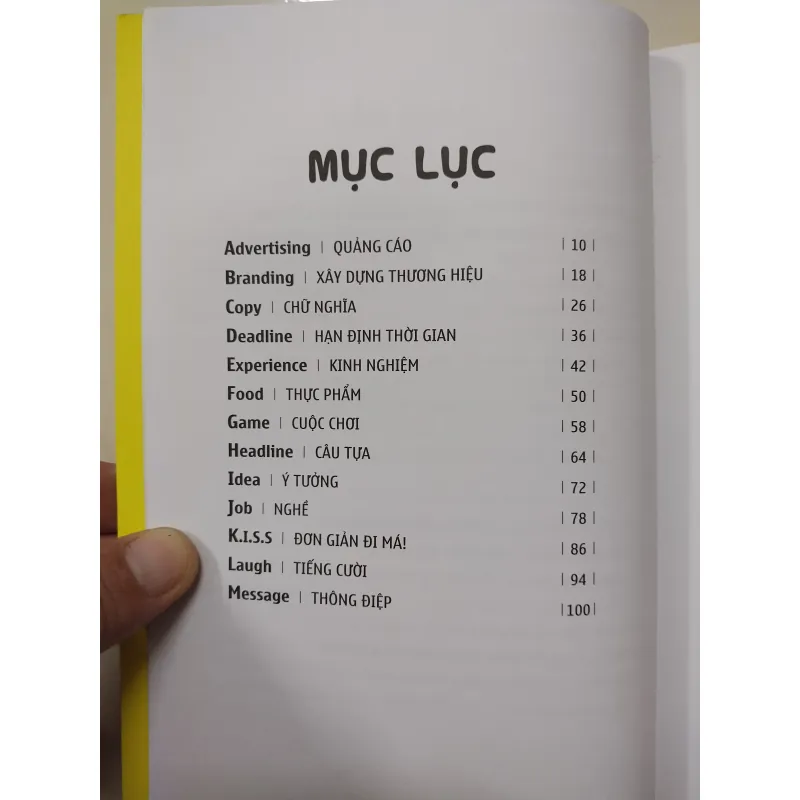 MỤC LỤC
Advertising | QUẢNG CÁO | 10 |
Branding | XÂY DỰNG THƯƠNG HIỆU | 18 |
Copy | CHỮ NGHĨA | 26 |
Deadline | HẠN ĐỊNH THỜI GIAN | 36 |
Experience | KINH NGHIỆM | 42 |
Food | THỰC PHẨM | 50 |
Game | CUỘC CHƠI | 58 |
Headline | CÂU TỰA | 64 |
Idea | Ý TƯỞNG | 72 |
Job | NGHỀ | 78 |
K.I.S.S | ĐƠN GIẢN ĐI MÁ! | 86 |
Laugh | TIẾNG CƯỜI | 94 |
Message | THÔNG ĐIỆP |100|